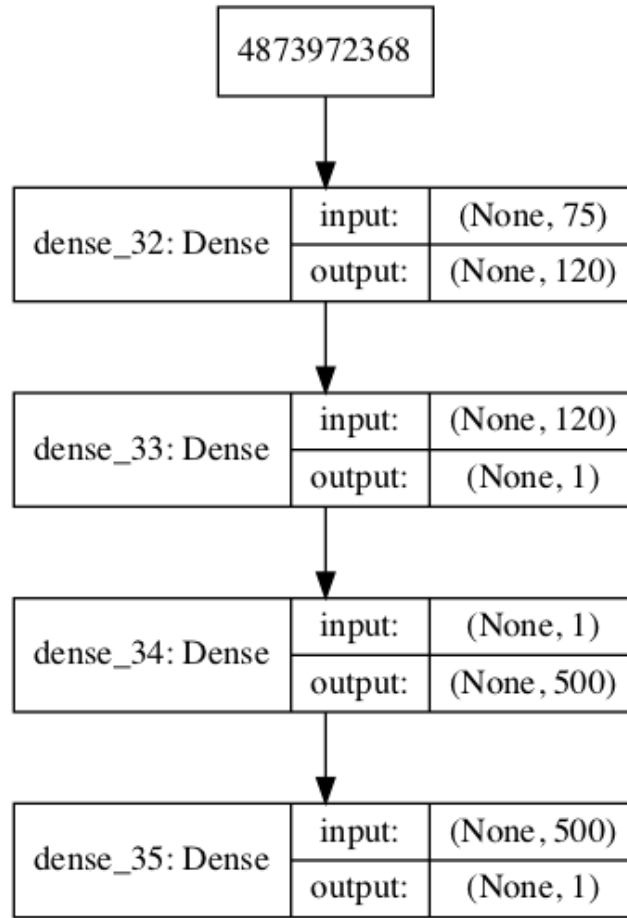 4873972368
dense_32: Dense
input: (None, 75)
output: (None, 120)
dense_33: Dense
input: (None, 120)
output: (None, 1)
dense_34: Dense
input: (None, 1)
output: (None, 500)
dense_35: Dense
input: (None, 500)
output: (None, 1)